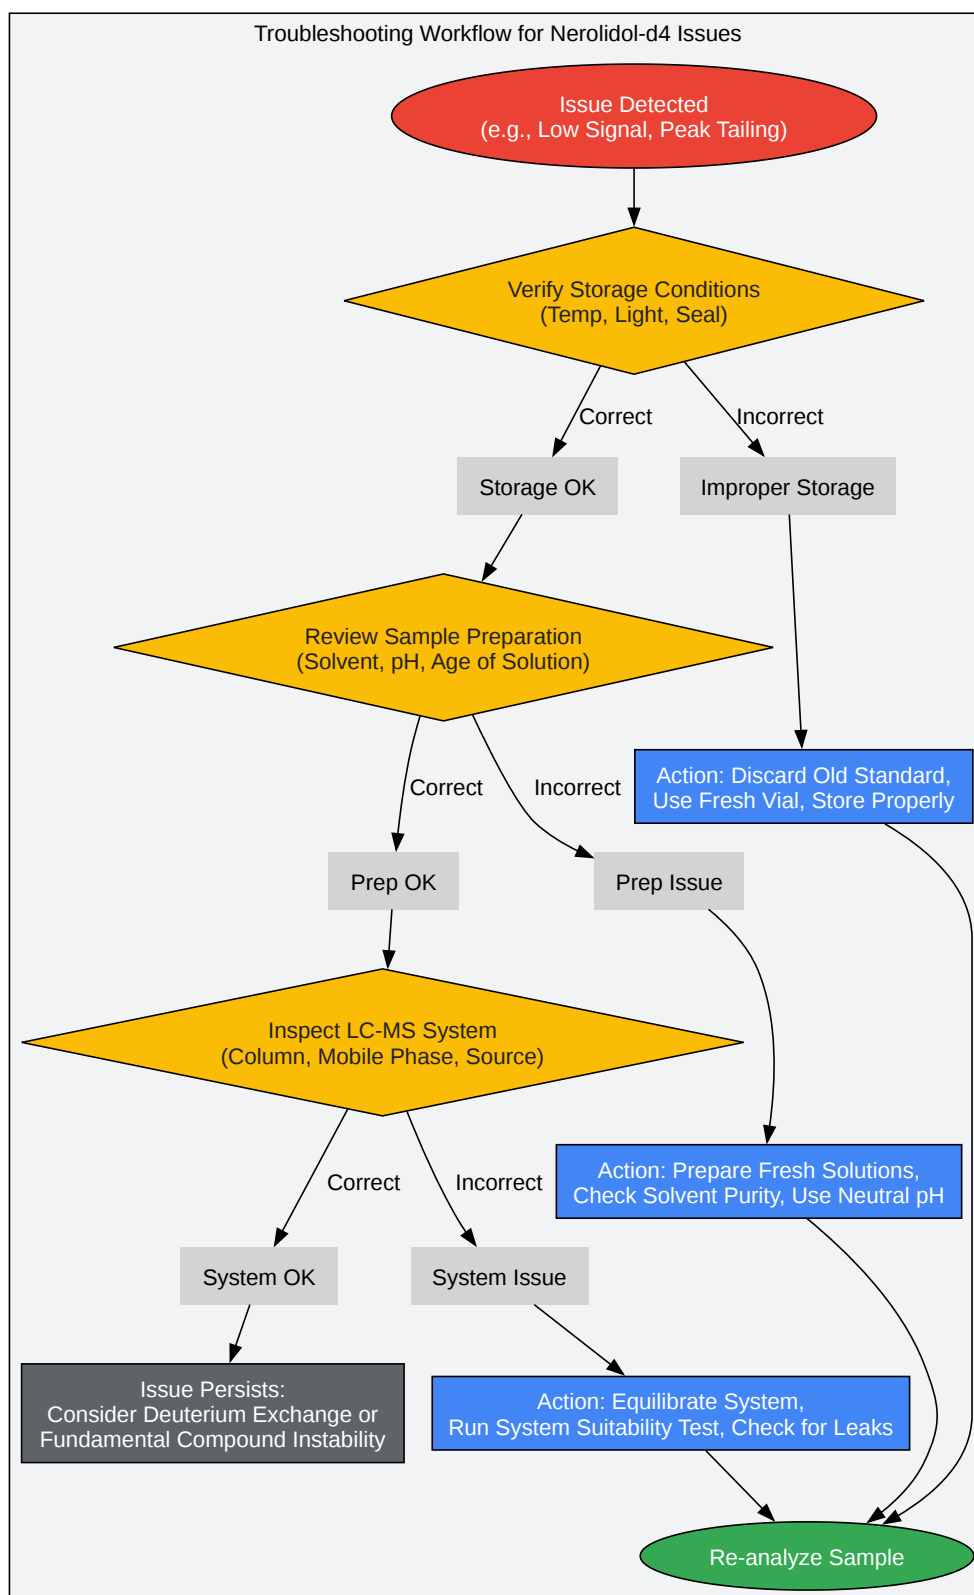 Troubleshooting Workflow for Nerolidol-d4 Issues
Issue Detected
(e.g., Low Signal, Peak Tailing)
Verify Storage Conditions
(Temp, Light, Seal)
Correct
Incorrect
Storage OK
Improper Storage
Review Sample Preparation
(Solvent, pH, Age of Solution)
Action: Discard Old Standard,
Use Fresh Vial, Store Properly
Correct
Incorrect
Prep OK
Prep Issue
Inspect LC-MS System
(Column, Mobile Phase, Source)
Action: Prepare Fresh Solutions,
Check Solvent Purity, Use Neutral pH
Correct
Incorrect
System OK
System Issue
Issue Persists:
Consider Deuterium Exchange or
Fundamental Compound Instability
Action: Equilibrate System,
Run System Suitability Test, Check for Leaks
Re-analyze Sample